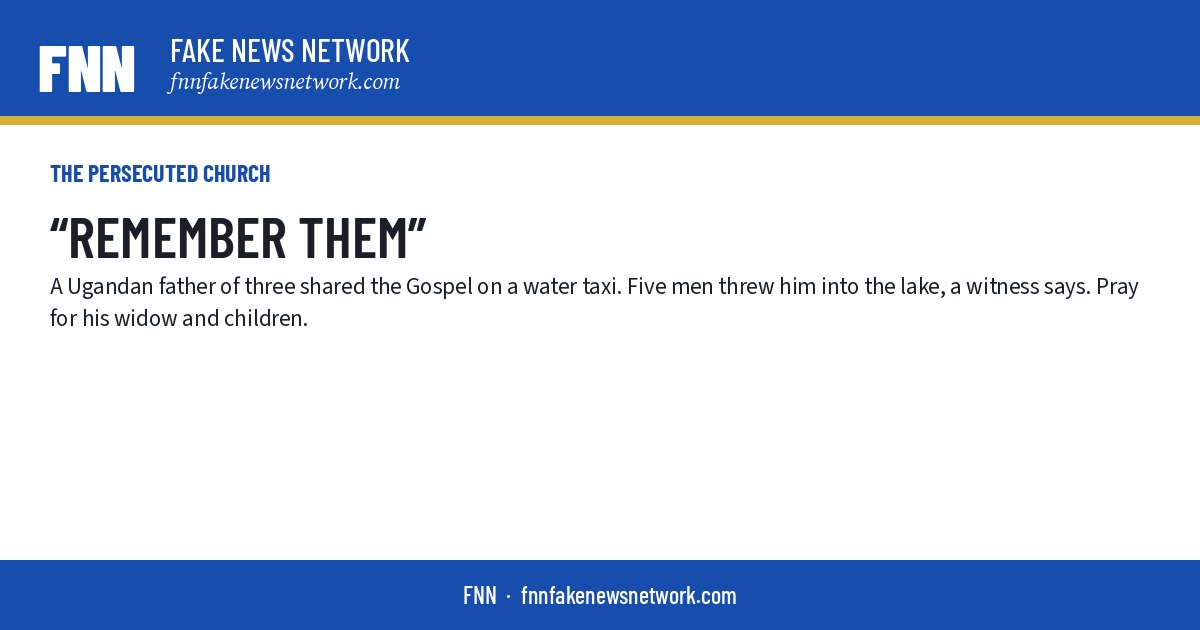 FNN
FAKE NEWS NETWORK
fnnfakenewsnetwork.com
THE PERSECUTED CHURCH
“REMEMBER THEM”
A Ugandan father of three shared the Gospel on a water taxi. Five men threw him into the lake, a witness says. Pray
for his widow and children.
FNN · fnnfakenewsnetwork.com